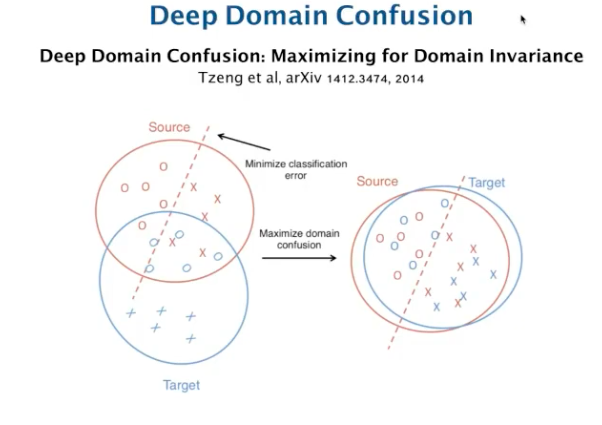 Deep Domain Confusion
Deep Domain Confusion: Maximizing for Domain Invariance
Tzeng et al, arXiv 1412.3474, 2014
Source
Minimize classification
error
Maximize domain
confusion
Target
Source
Target